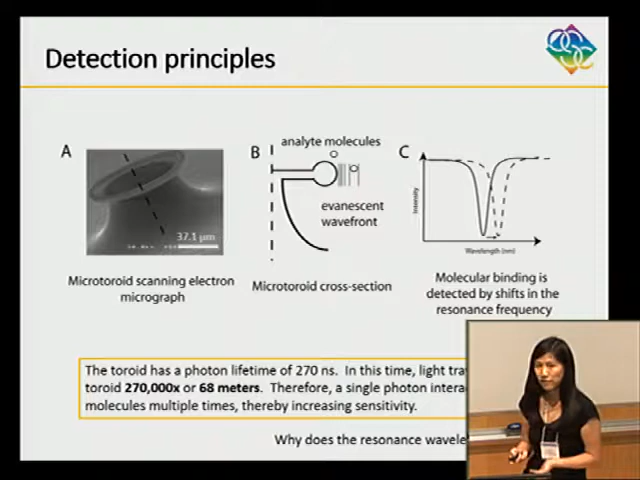 Detection principles
A
B
C
analyte molecules
evanescent
wavefront
Intensity
Wavelength (nm)
37.1 µm
Microtoroid scanning electron
micrograph
Microtoroid cross-section
Molecular binding is
detected by shifts in the
resonance frequency
The toroid has a photon lifetime of 270 ns. In this time, light tra
toroid 270,000x or 68 meters. Therefore, a single photon intera
molecules multiple times, thereby increasing sensitivity.
Why does the resonance wavele